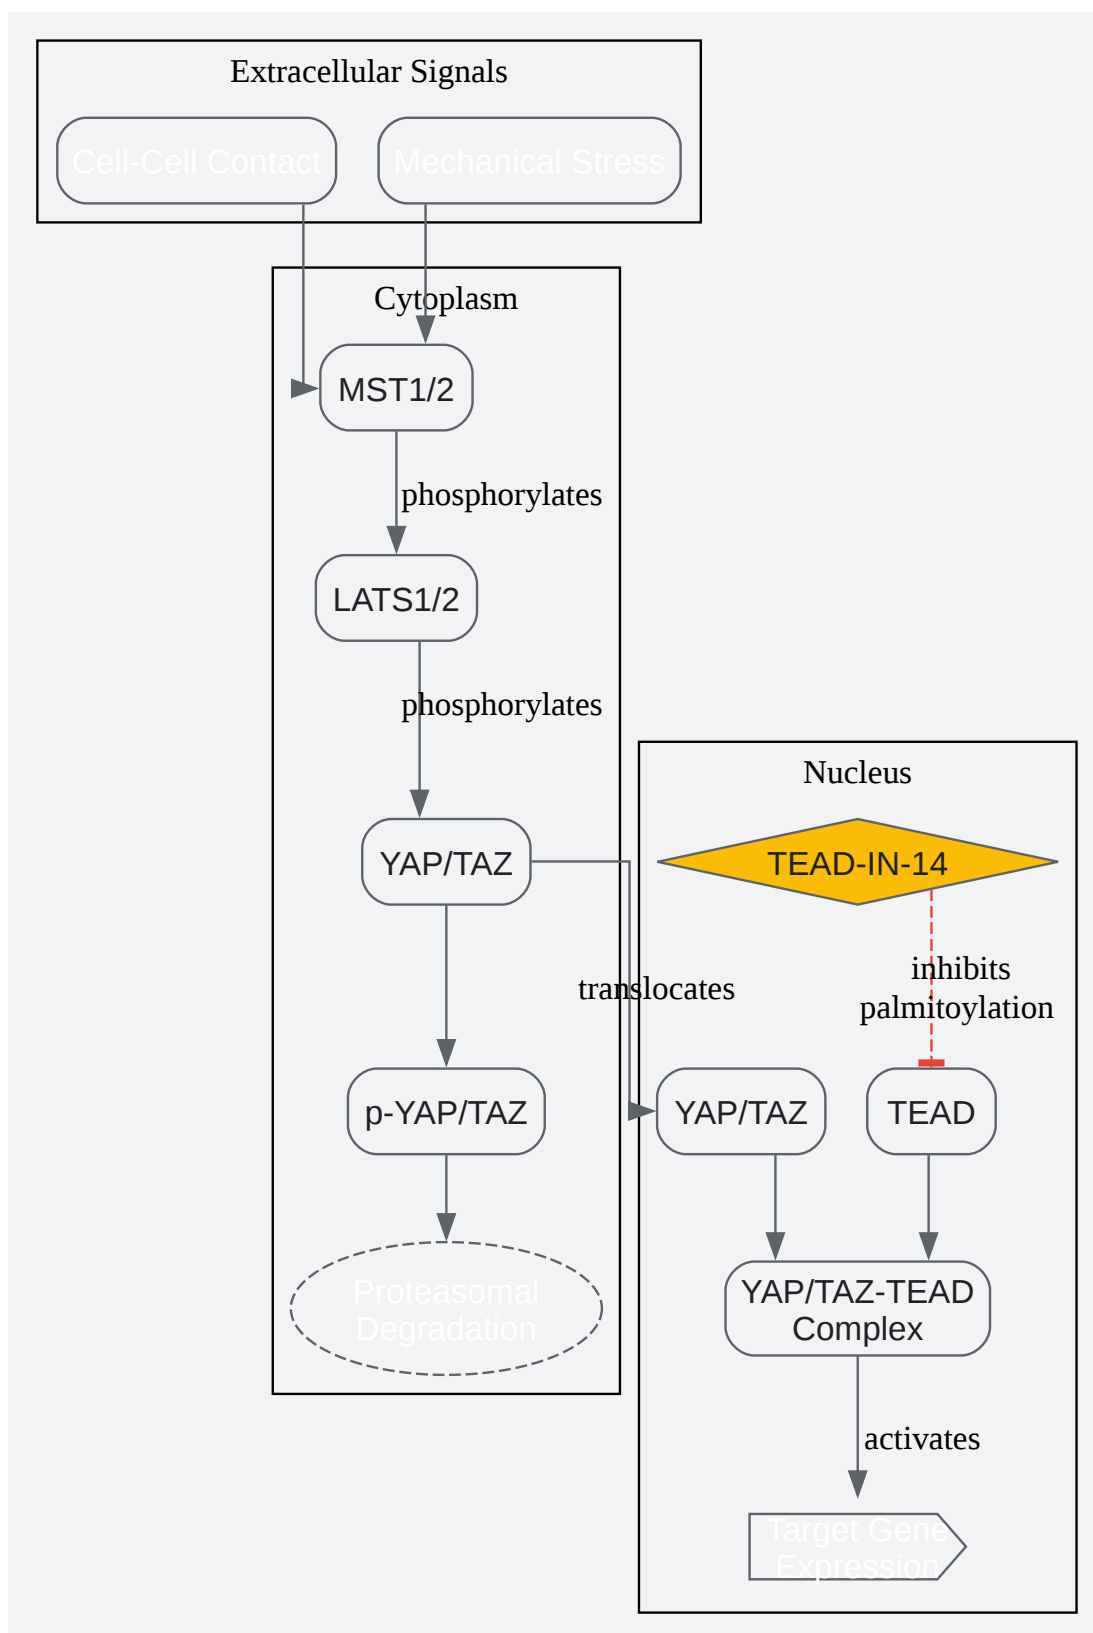 Extracellular Signals
Cell-Cell Contact
Mechanical Stress
Cytoplasm
MST1/2
phosphorylates
LATS1/2
phosphorylates
Nucleus
YAP/TAZ
TEAD-IN-14
inhibits
palmitoylation
translocates
p-YAP/TAZ
YAP/TAZ
TEAD
Proteasomal
Degradation
YAP/TAZ-TEAD
Complex
activates
Target Gene
Expression